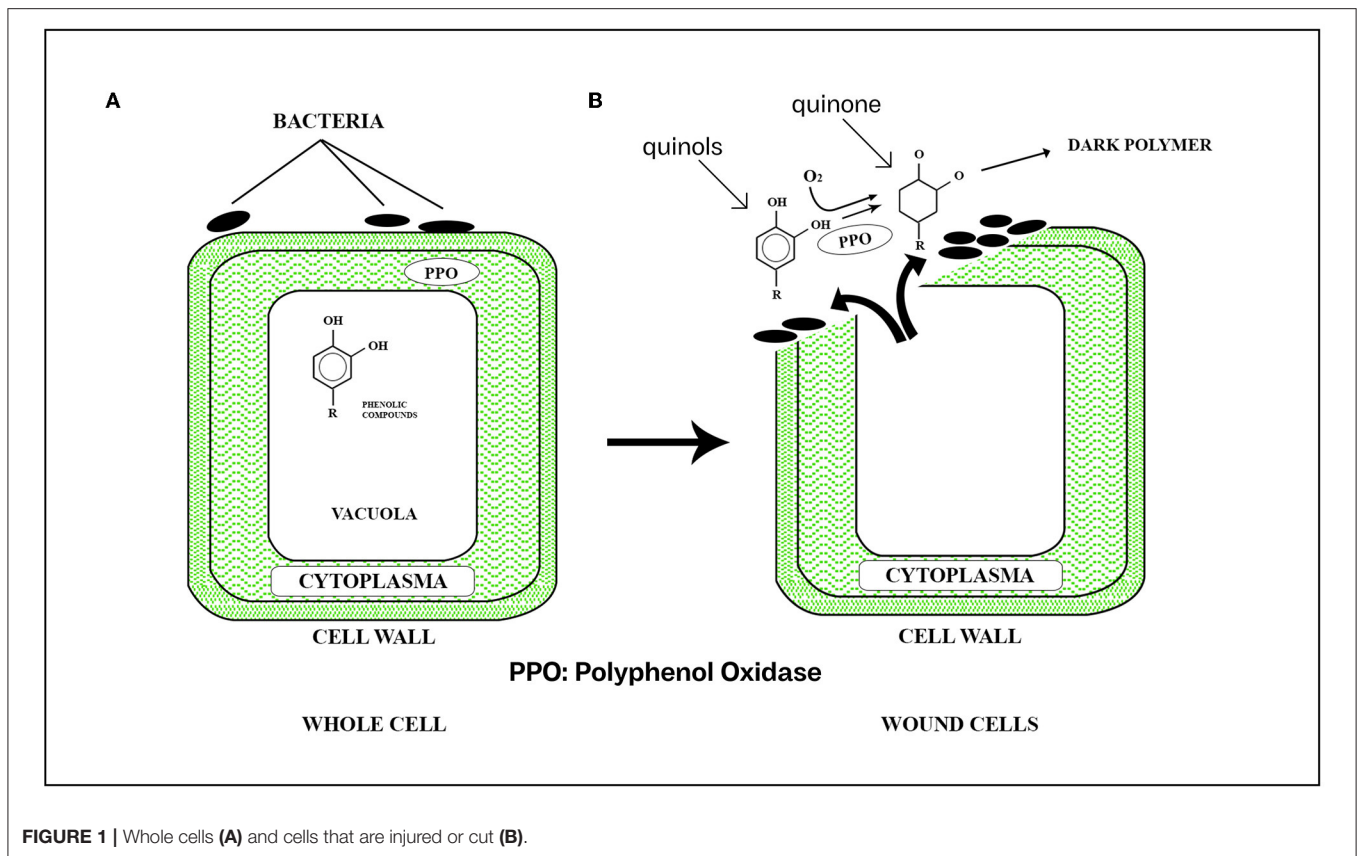 A
BACTERIA
PPO
OH
OH
R
PHENOLIC
COMPOUNDS
VACUOLA
CYTOPLASMA
CELL WALL
WHOLE CELL
B
quinone
quinols
O₂
OH
OH
PPO
R
O
O
R
DARK POLYMER
CYTOPLASMA
CELL WALL
WOUND CELLS
PPO: Polyphenol Oxidase
FIGURE 1 | Whole cells (A) and cells that are injured or cut (B).